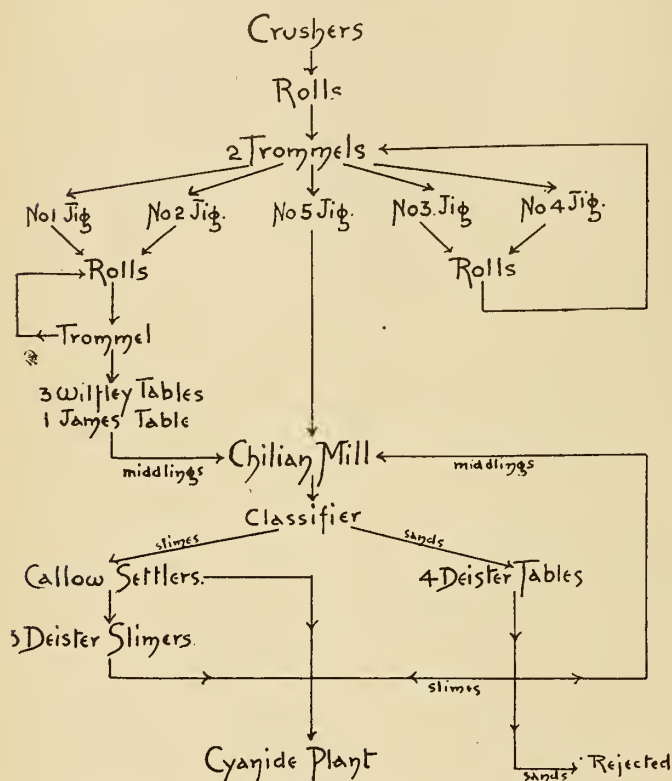 Crushers
Rolls
2 Trommels
No 1 Jig No 2 Jig. No 5 Jig. No 3. Jig No 4 Jig.
Rolls Rolls
Trommel
3 Wilfley Tables
1 James' Table
middlings Chilian Mill middlings
Classifier
slimes sands
Callow Settlers. 4 Deister Tables
3 Deister Slimers.
slimes
Cyanide Plant sands Rejected